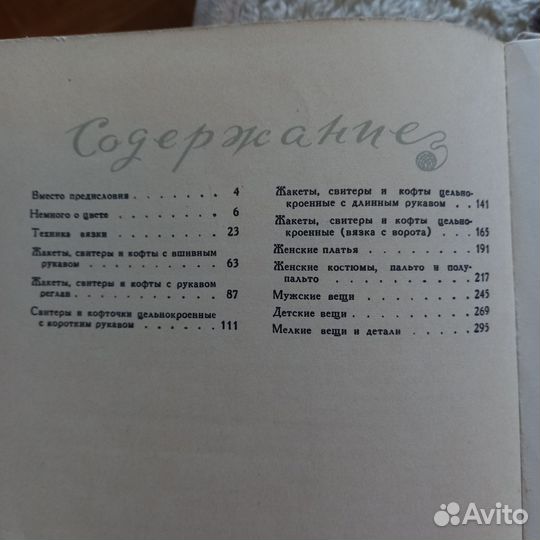 Содержание
Вместо предисловия . . . . . . . 4
Немного о цвете . . . . . . . . 6
Техника вязки . . . . . . . . 23
Жакеты, свитеры и кофты с вшивным
рукавом . . . . . . . . . . 63
Жакеты, свитеры и кофты с рукавом
реглан . . . . . . . . . . . 87
Свитеры и кофточки цельнокроенные
с коротким рукавом . . . . . . 111
Жакеты, свитеры и кофты цельно-
кроенные с длинным рукавом . . . 141
Жакеты, свитеры и кофты цельно-
кроенные (вязка с ворота) . . . . 165
Женские платья . . . . . . . . . 191
Женские костюмы, пальто и полу-
пальто . . . . . . . . . . . 217
Мужские вещи . . . . . . . . . 245
Детские вещи . . . . . . . . . 269
Мелкие вещи и детали . . . . . . 295
Avito